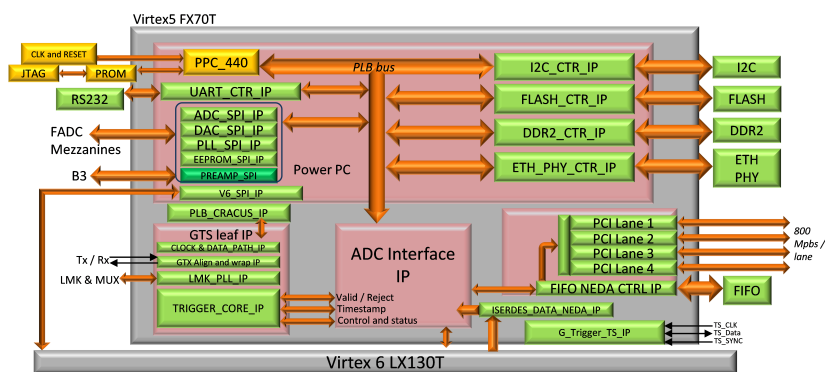 Virtex5 FX70T
CLK and RESET
JTAG
PROM
PPC_440
PLB bus
I2C_CTR_IP
I2C
RS232
UART_CTR_IP
FLASH_CTR_IP
FLASH
FADC
Mezzanines
ADC_SPI_IP
DAC_SPI_IP
PLL_SPI_IP
EEPROM_SPI_IP
PREAMP_SPI
DDR2_CTR_IP
DDR2
Power PC
ETH_PHY_CTR_IP
ETH
PHY
B3
V6_SPI_IP
PLB_CRACUS_IP
GTS leaf IP
CLOCK & DATA_PATH_IP
Tx / Rx
GTX Align and wrap IP
LMK & MUX
LMK_PLL_IP
TRIGGER_CORE_IP
Valid / Reject
Timestamp
Control and status
ADC Interface
IP
PCI Lane 1
PCI Lane 2
PCI Lane 3
PCI Lane 4
800
Mpbs /
lane
FIFO NEDA CTRL IP
FIFO
ISERDES_DATA_NEDA_IP
G_Trigger_TS_IP
TS_CLK
TS_Data
TS_SYNC
Virtex 6 LX130T